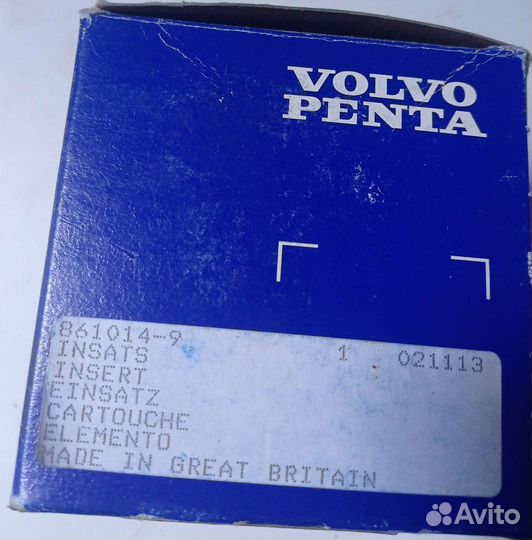 VOLVO
PENTA
861014-9
INSATS 1 021113
INSERT
EINSATZ
CARTOUCHE
ELEMENTO
MADE IN GREAT BRITAIN
Avito